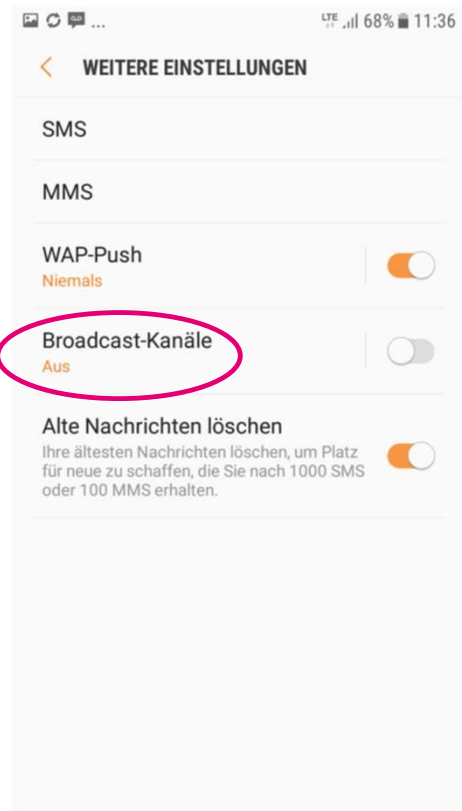 ... LTE 68% 11:36
WEITERE EINSTELLUNGEN
SMS
MMS
WAP-Push
Niemals
Broadcast-Kanäle
Aus
Alte Nachrichten löschen
Ihre ältesten Nachrichten löschen, um Platz
für neue zu schaffen, die Sie nach 1000 SMS
oder 100 MMS erhalten.